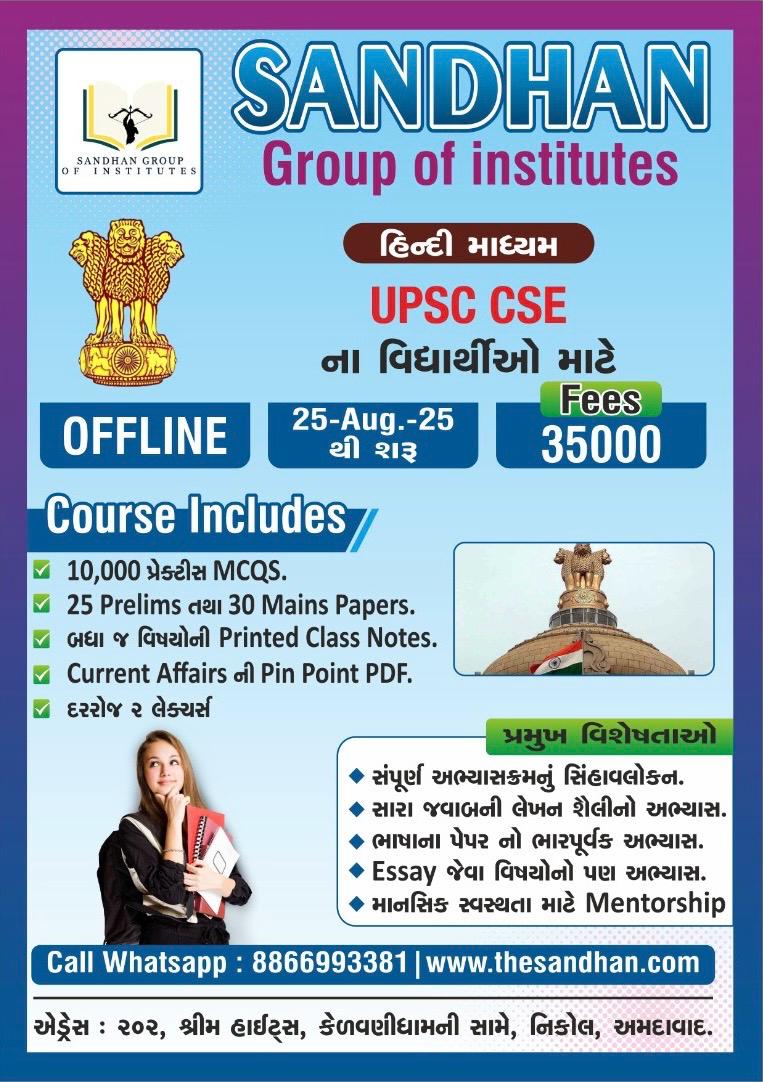 SANDHAN GROUP
OF INSTITUTES
SANDHAN
Group of institutes
હિન્દી માધ્યમ
UPSC CSE
ના વિદ્યાર્થીઓ માટે
OFFLINE
25-Aug.-25
થી શરૂ
Fees
35000
Course Includes
10,000 પ્રેક્ટીસ MCQS.
25 Prelims તથા 30 Mains Papers.
બધા જ વિષયોની Printed Class Notes.
Current Affairs ની Pin Point PDF.
દરરોજ ૨ લેક્ચર્સ
પ્રમુખ વિશેષતાઓ
સંપૂર્ણ અભ્યાસક્રમનું સિંહાવલોકન.
સારા જવાબની લેખન શૈલીનો અભ્યાસ.
ભાષાના પેપર નો ભારપૂર્વક અભ્યાસ.
Essay જેવા વિષયોનો પણ અભ્યાસ.
માનસિક સ્વસ્થતા માટે Mentorship
Call Whatsapp : 8866993381 | www.thesandhan.com
એડ્રેસ : ૨૦૨, શ્રીમ હાઈટ્સ, કેળવણીધામની સામે, નિકોલ, અમદાવાદ.